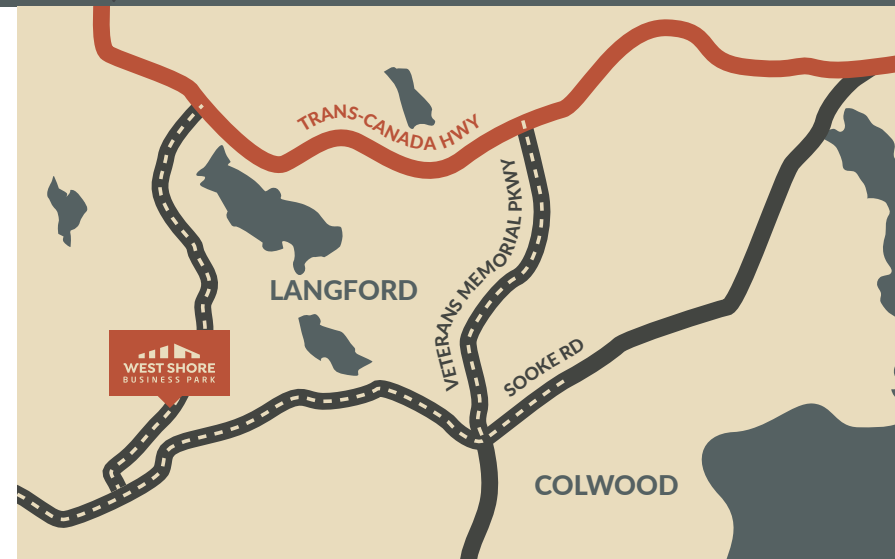 TRANS-CANADA HWY
VETERANS MEMORIAL PKWY
LANGFORD
SOOKE RD
WEST SHORE
BUSINESS PARK
COLWOOD